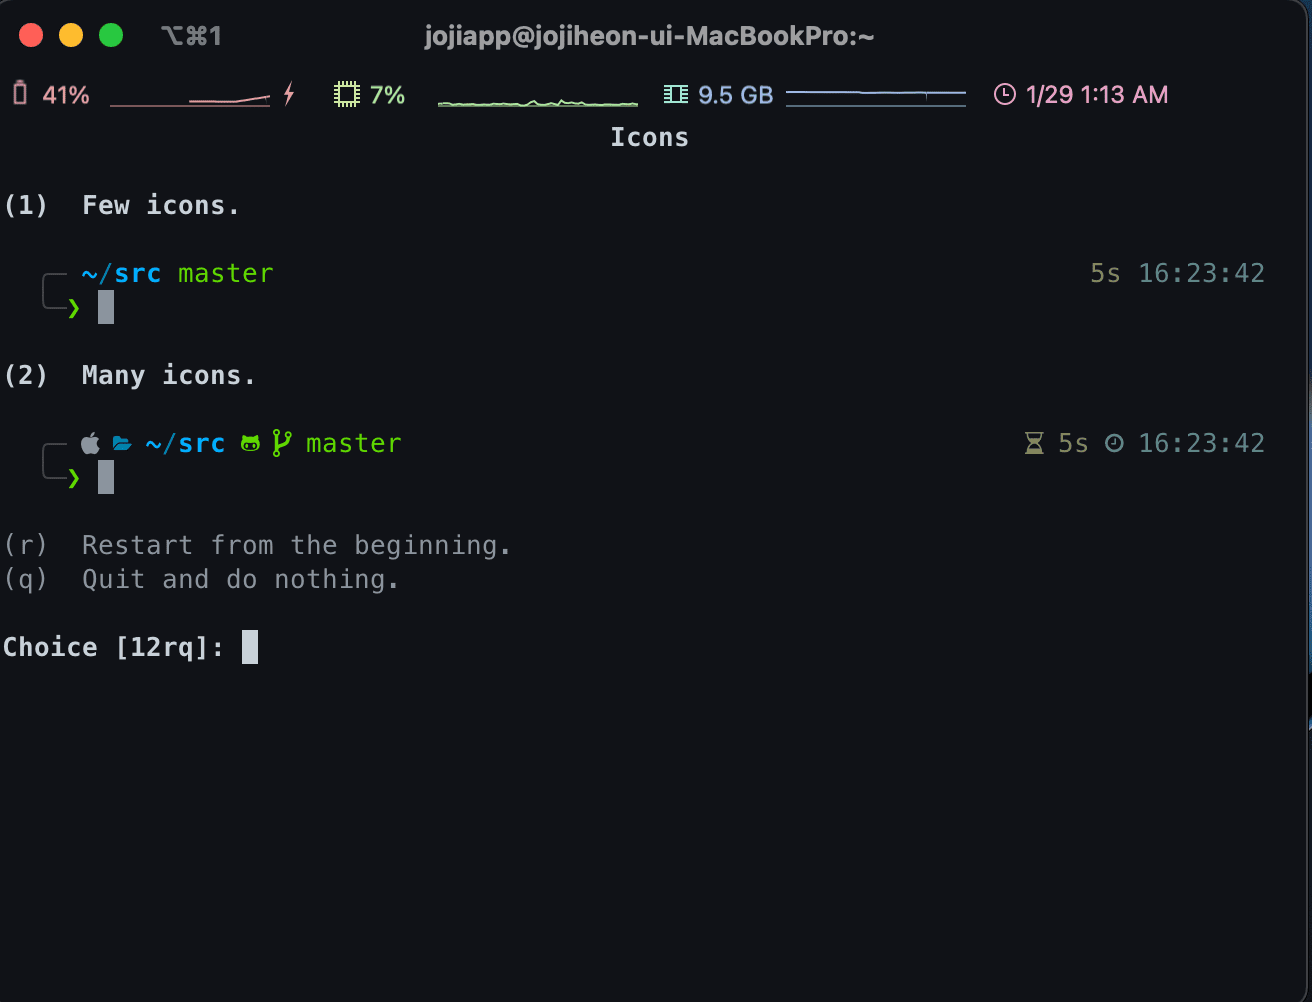 ⌥⌘1 jojiapp@jojiheon-ui-MacBookPro:~
41% 7% 9.5 GB 1/29 1:13 AM
Icons
(1) Few icons.
~/src master 5s 16:23:42
❯
(2) Many icons.
~/src master 5s 16:23:42
❯
(r) Restart from the beginning.
(q) Quit and do nothing.
Choice [12rq]: